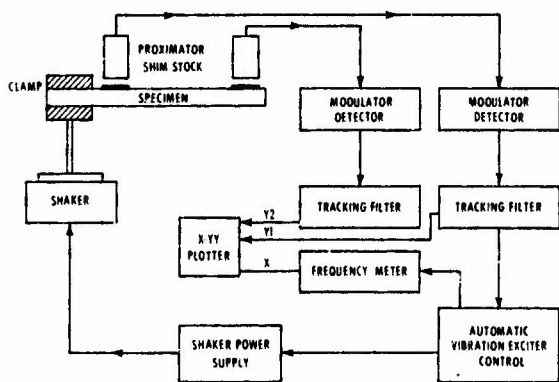 PROXIMATOR
SHIM STOCK
CLAMP
SPECIMEN
MODULATOR
DETECTOR
MODULATOR
DETECTOR
SHAKER
TRACKING FILTER
TRACKING FILTER
Y2
Y1
X-YY
PLOTTER
X
FREQUENCY METER
SHAKER POWER
SUPPLY
AUTOMATIC
VIBRATION EXCITER
CONTROL